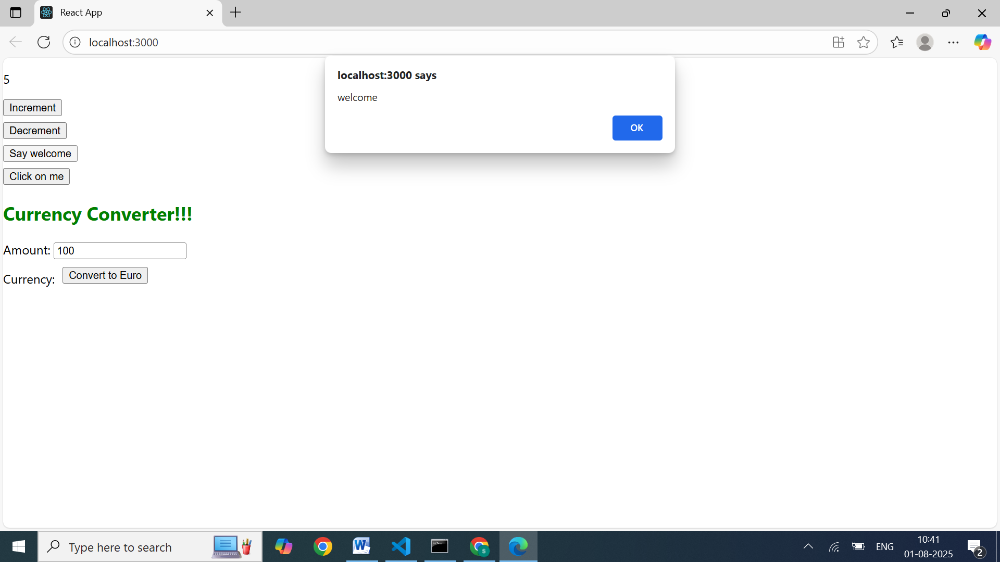 React App
localhost:3000
localhost:3000 says
welcome
OK
5
Increment
Decrement
Say welcome
Click on me
Currency Converter!!!
Amount: 100
Currency: Convert to Euro
Type here to search
ENG
10:41
01-08-2025
2